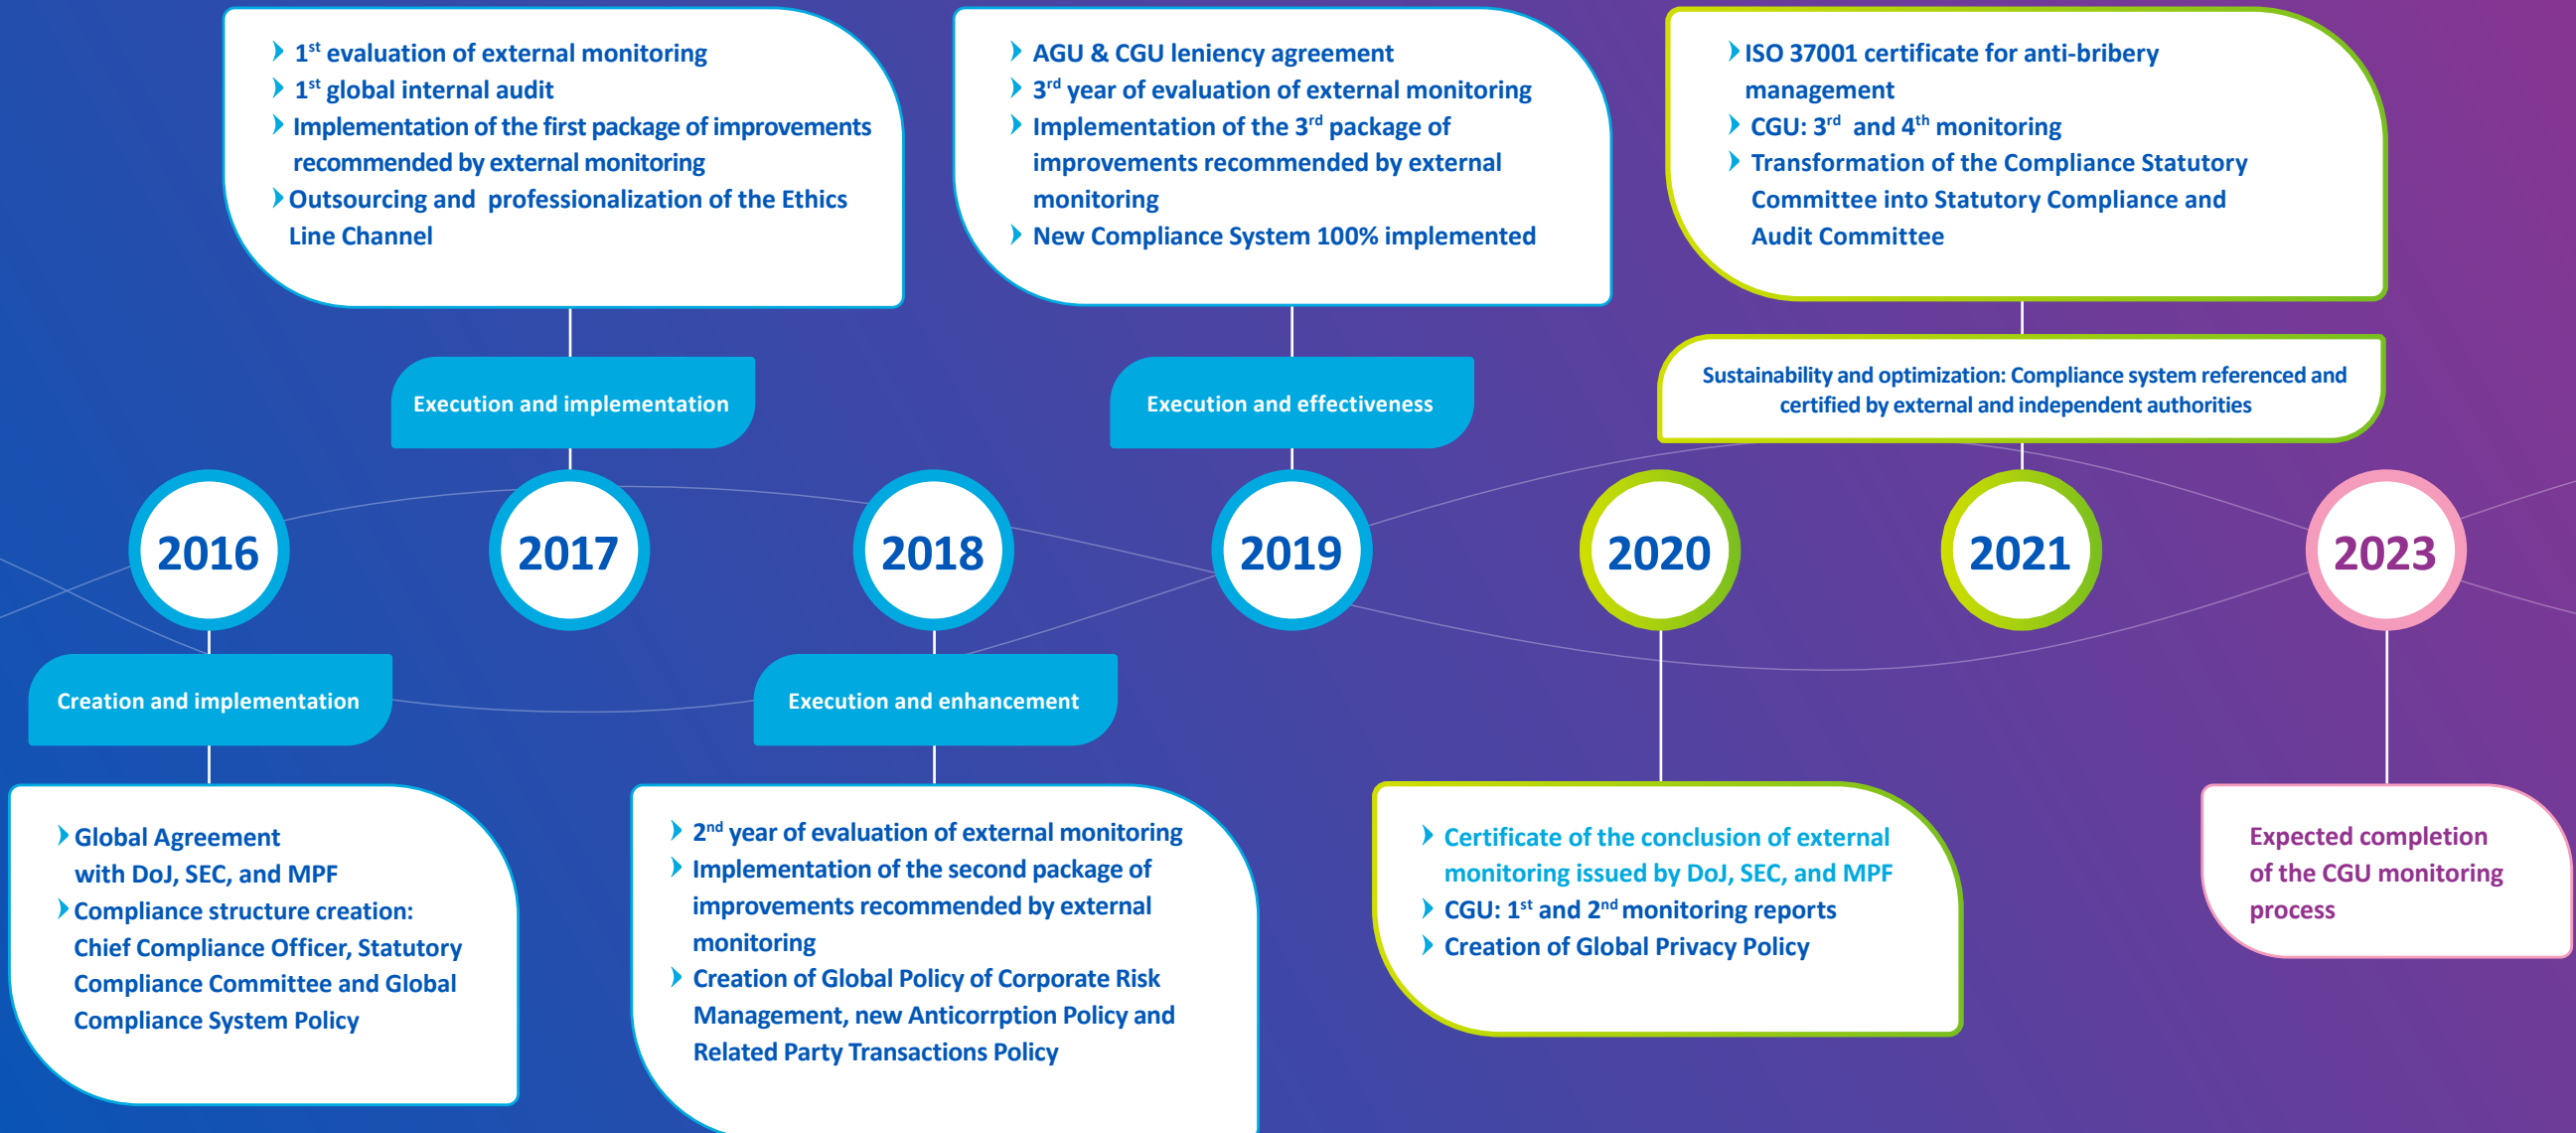 1st evaluation of external monitoring
1st global internal audit
Implementation of the first package of improvements
recommended by external monitoring
Outsourcing and professionalization of the Ethics
Line Channel
AGU & CGU leniency agreement
3rd year of evaluation of external monitoring
Implementation of the 3rd package of
improvements recommended by external
monitoring
New Compliance System 100% implemented
ISO 37001 certificate for anti-bribery
management
CGU: 3rd and 4th monitoring
Transformation of the Compliance Statutory
Committee into Statutory Compliance and
Audit Committee
Execution and implementation
Execution and effectiveness
Sustainability and optimization: Compliance system referenced and
certified by external and independent authorities
2016
2017
2018
2019
2020
2021
2023
Creation and implementation
Execution and enhancement
Global Agreement
with DoJ, SEC, and MPF
Compliance structure creation:
Chief Compliance Officer, Statutory
Compliance Committee and Global
Compliance System Policy
2nd year of evaluation of external monitoring
Implementation of the second package of
improvements recommended by external
monitoring
Creation of Global Policy of Corporate Risk
Management, new Anticorrption Policy and
Related Party Transactions Policy
Certificate of the conclusion of external
monitoring issued by DoJ, SEC, and MPF
CGU: 1st and 2nd monitoring reports
Creation of Global Privacy Policy
Expected completion
of the CGU monitoring
process